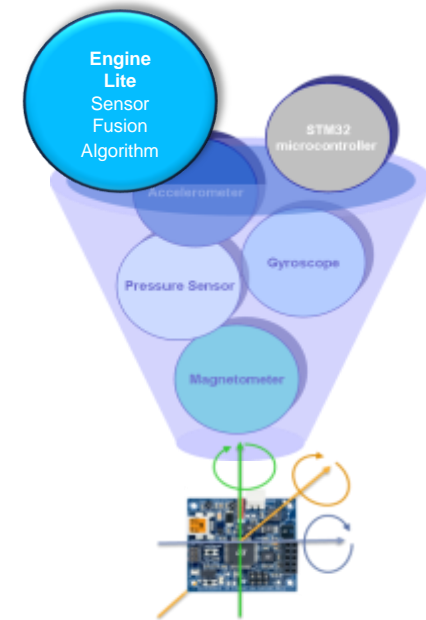 Engine
Lite
Sensor
Fusion
Algorithm
STM32
microcontroller
Accelerometer
Gyroscope
Pressure Sensor
Magnetometer